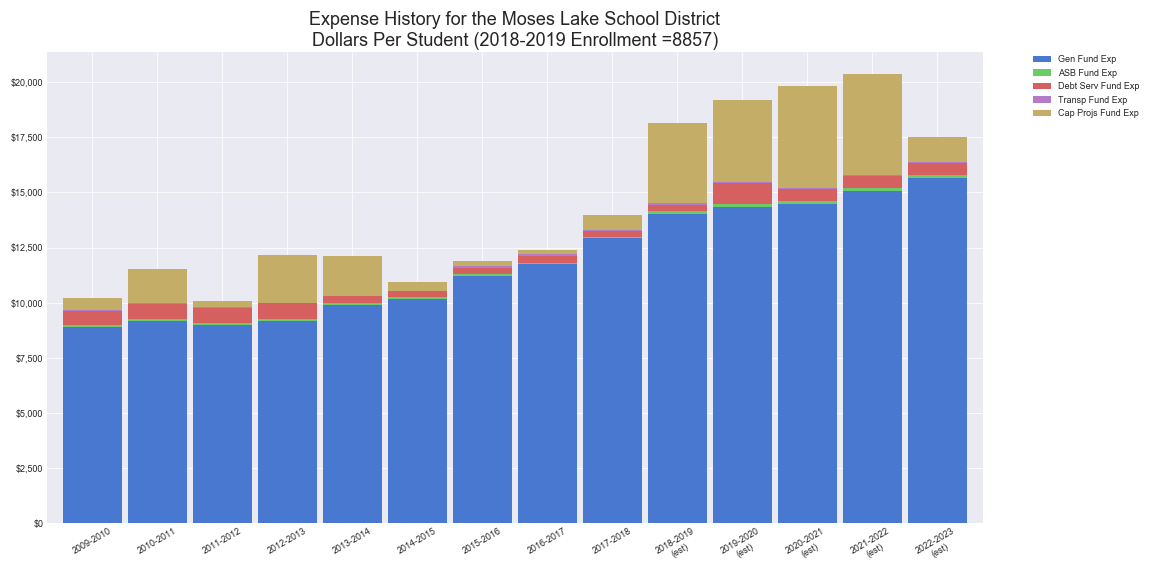 Expense History for the Moses Lake School District
Dollars Per Student (2018-2019 Enrollment =8857)
Gen Fund Exp
ASB Fund Exp
Debt Serv Fund Exp
Transp Fund Exp
Cap Projs Fund Exp
$20,000
$17,500
$15,000
$12,500
$10,000
$7,500
$5,000
$2,500
$0
2009-2010
2010-2011
2011-2012
2012-2013
2013-2014
2014-2015
2015-2016
2016-2017
2017-2018
2018-2019
(est)
2019-2020
(est)
2020-2021
(est)
2021-2022
(est)
2022-2023
(est)